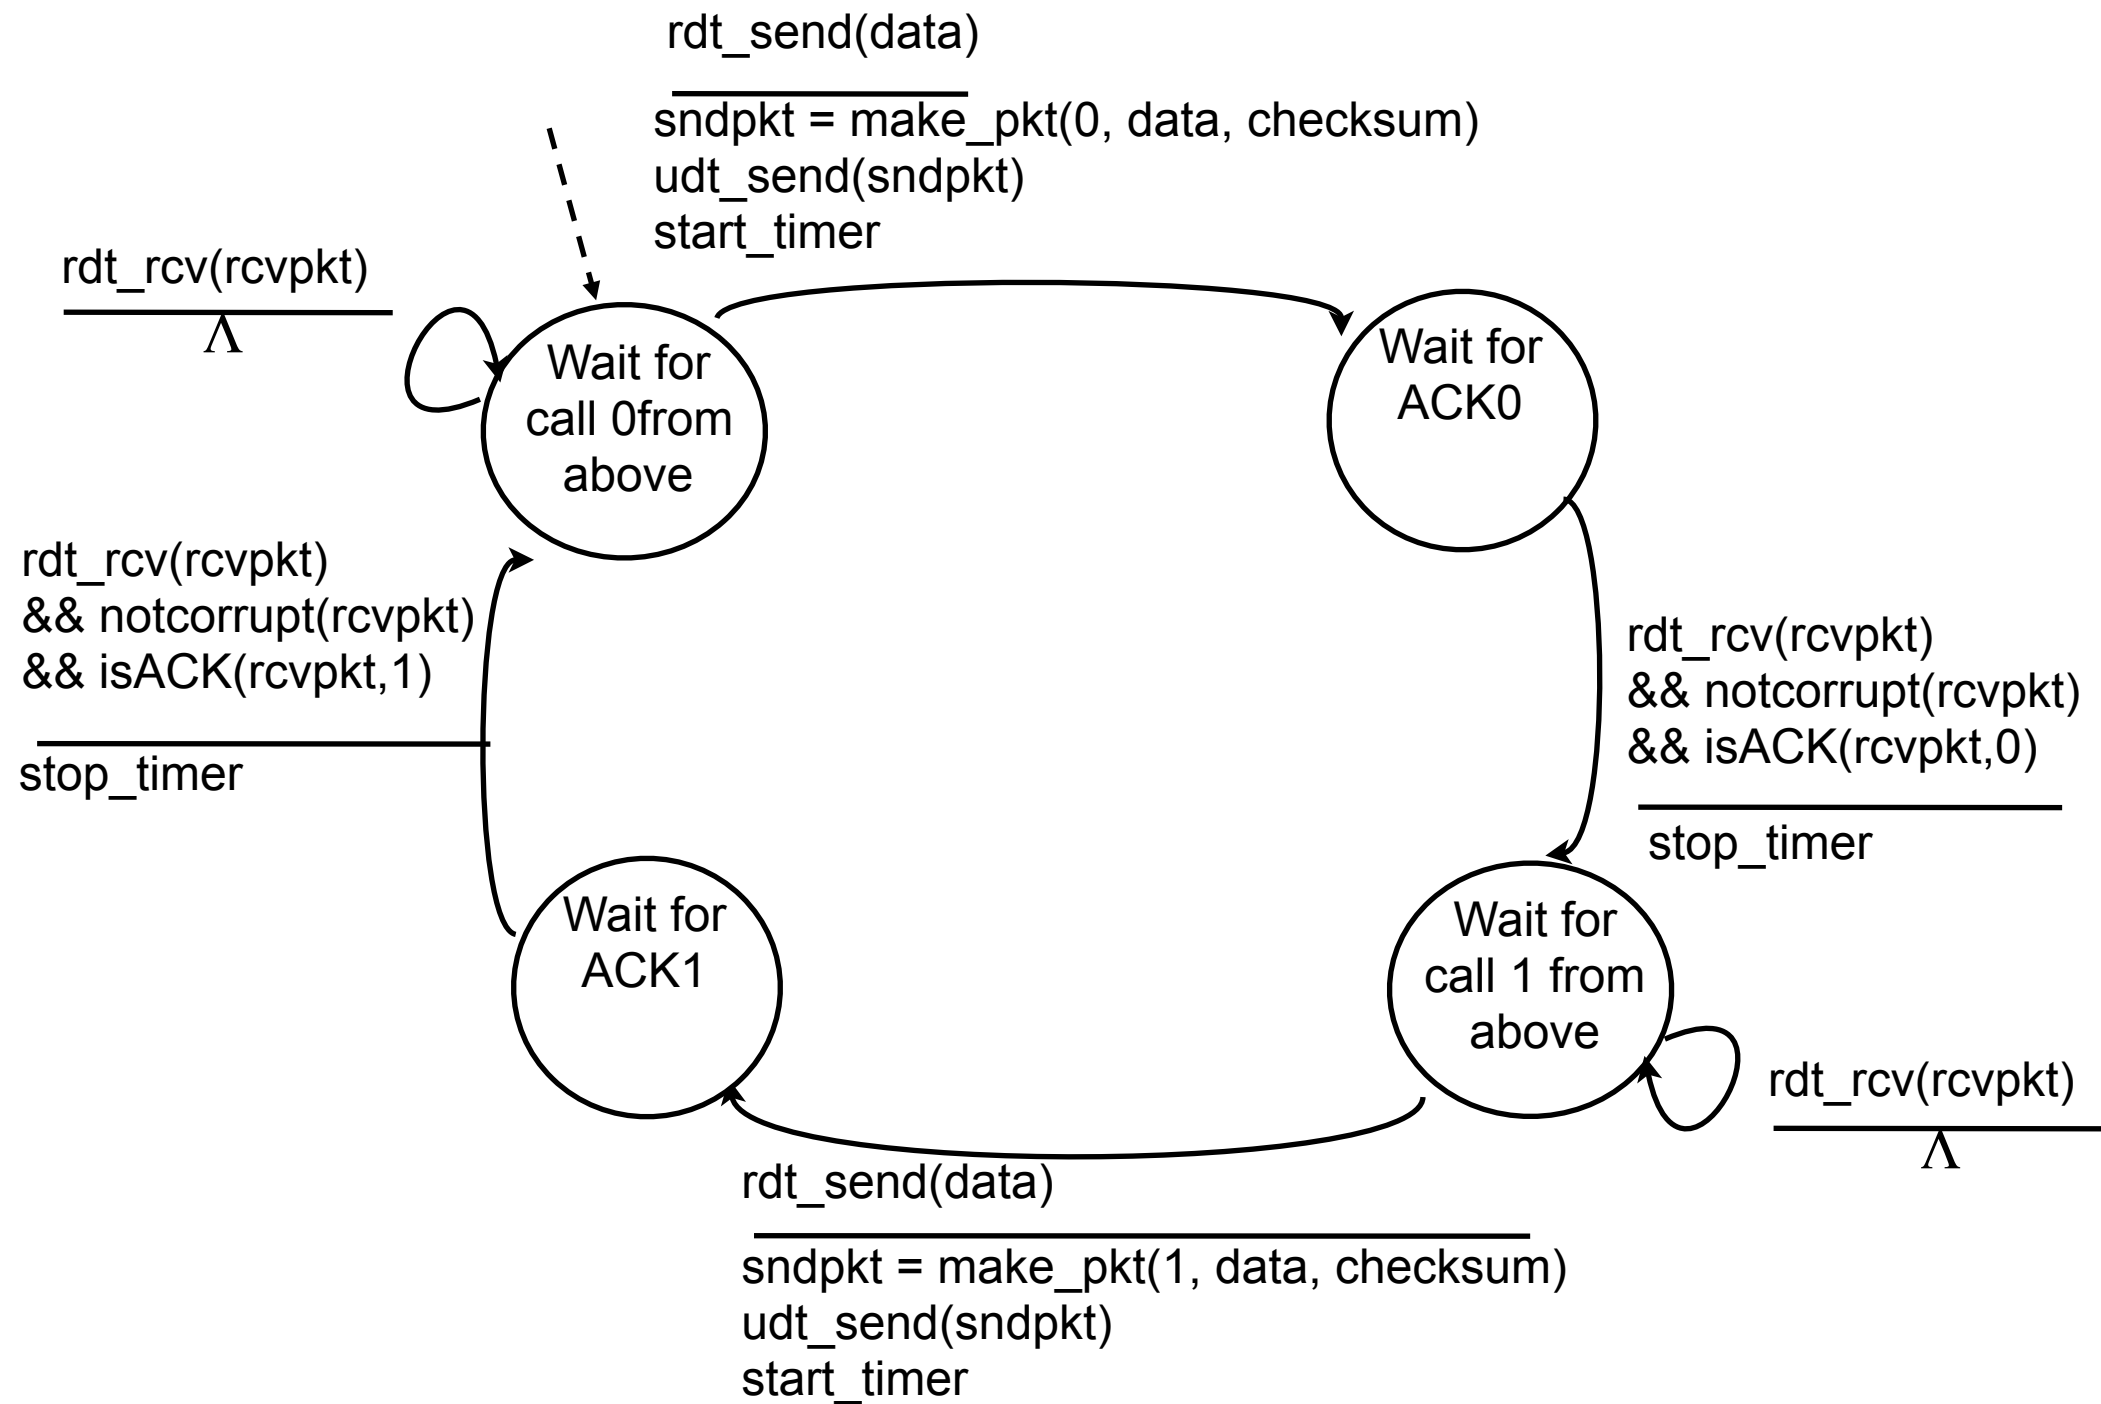 rdt_send(data)
sndpkt = make_pkt(0, data, checksum)
udt_send(sndpkt)
start_timer
rdt_rcv(rcvpkt)
Λ
Wait for
call 0from
above
Wait for
ACK0
rdt_rcv(rcvpkt)
&& notcorrupt(rcvpkt)
&& isACK(rcvpkt,1)
stop_timer
rdt_rcv(rcvpkt)
&& notcorrupt(rcvpkt)
&& isACK(rcvpkt,0)
stop_timer
Wait for
ACK1
Wait for
call 1 from
above
rdt_rcv(rcvpkt)
Λ
rdt_send(data)
sndpkt = make_pkt(1, data, checksum)
udt_send(sndpkt)
start_timer